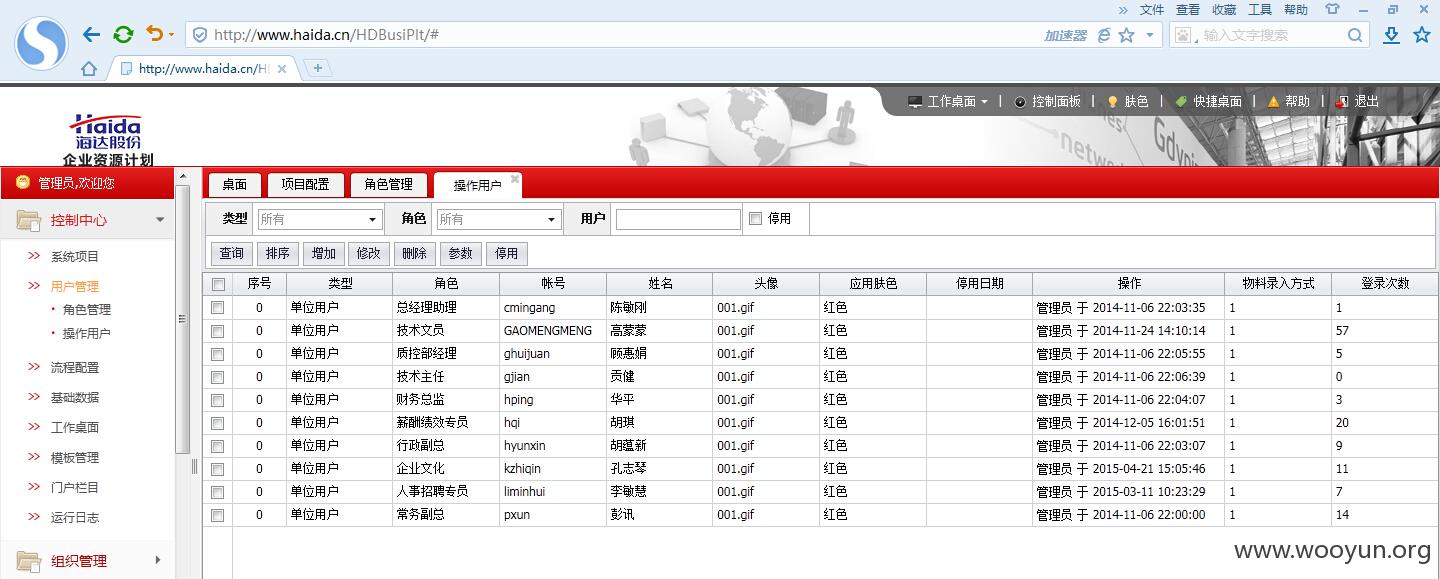 » 文件 查看 收藏 工具 帮助
http://www.haida.cn/HDBusiPlt/# 加速器 输入文字搜索
http://www.haida.cn/HD
工作桌面 控制面板 肤色 快捷桌面 帮助 退出
Haida
海达股份
企业资源计划
networ
Gdynie
管理员,欢迎您
桌面 项目配置 角色管理 操作用户
控制中心
系统项目
用户管理
角色管理
操作用户
流程配置
基础数据
工作桌面
模板管理
门户栏目
运行日志
组织管理
类型 所有 角色 所有 用户 停用
查询 排序 增加 修改 删除 参数 停用
序号 类型 角色 帐号 姓名 头像 应用肤色 停用日期 操作 物料录入方式 登录次数
0 单位用户 总经理助理 cmingang 陈敏刚 001.gif 红色 管理员 于 2014-11-06 22:03:35 1 1
0 单位用户 技术文员 GAOMENGMENG 高蒙蒙 001.gif 红色 管理员 于 2014-11-24 14:10:14 1 57
0 单位用户 质控部经理 ghuijuan 顾惠娟 001.gif 红色 管理员 于 2014-11-06 22:05:55 1 5
0 单位用户 技术主任 gjian 贡健 001.gif 红色 管理员 于 2014-11-06 22:06:39 1 0
0 单位用户 财务总监 hping 华平 001.gif 红色 管理员 于 2014-11-06 22:04:07 1 3
0 单位用户 薪酬绩效专员 hqi 胡琪 001.gif 红色 管理员 于 2014-12-05 16:01:51 1 20
0 单位用户 行政副总 hyunxin 胡蕴新 001.gif 红色 管理员 于 2014-11-06 22:03:07 1 9
0 单位用户 企业文化 kzhiqin 孔志琴 001.gif 红色 管理员 于 2015-04-21 15:05:46 1 11
0 单位用户 人事招聘专员 liminhui 李敏慧 001.gif 红色 管理员 于 2015-03-11 10:23:29 1 7
0 单位用户 常务副总 pxun 彭讯 001.gif 红色 管理员 于 2014-11-06 22:00:00 1 14
www.wooyun.org